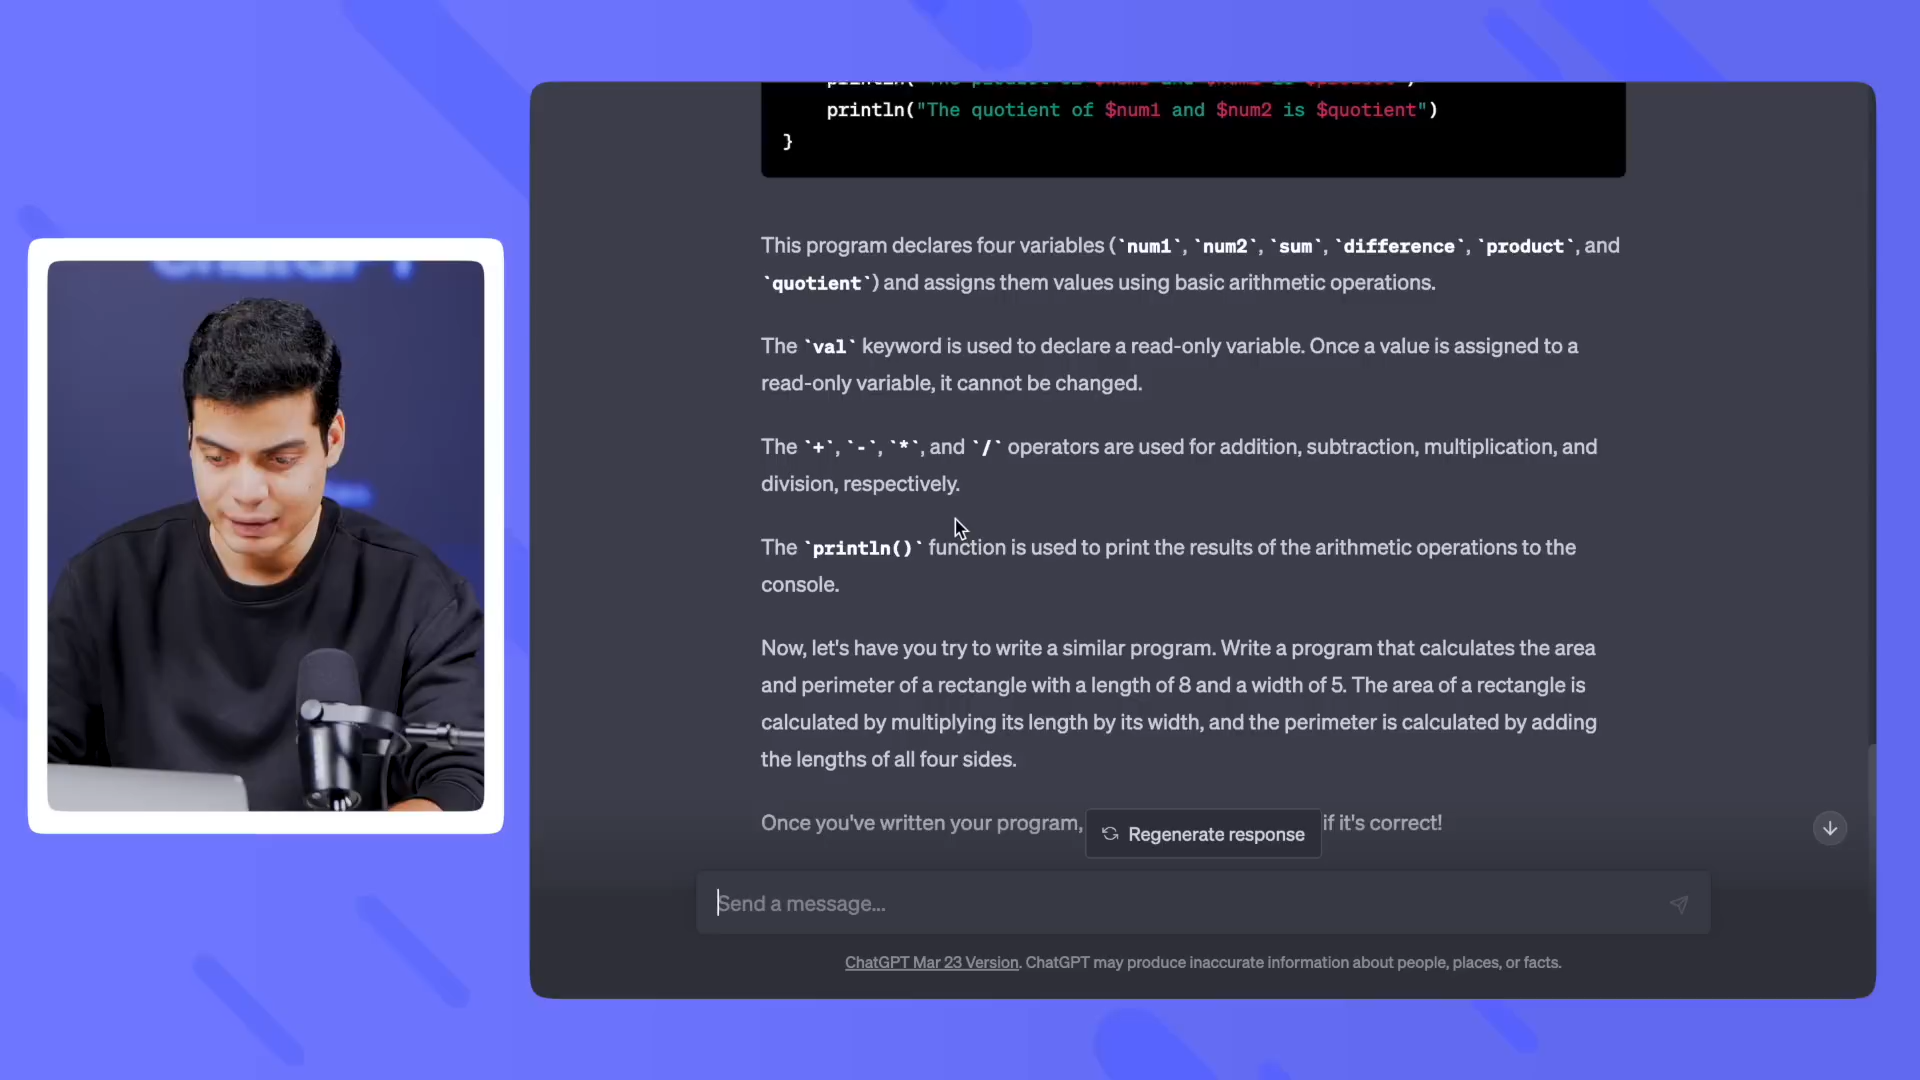 println("The quotient of $num1 and $num2 is $quotient")
}
This program declares four variables (`num1`, `num2`, `sum`, `difference`, `product`, and
`quotient`) and assigns them values using basic arithmetic operations.
The `val` keyword is used to declare a read-only variable. Once a value is assigned to a
read-only variable, it cannot be changed.
The `+`, `-`, `*`, and `/` operators are used for addition, subtraction, multiplication, and
division, respectively.
The `println()` function is used to print the results of the arithmetic operations to the
console.
Now, let's have you try to write a similar program. Write a program that calculates the area
and perimeter of a rectangle with a length of 8 and a width of 5. The area of a rectangle is
calculated by multiplying its length by its width, and the perimeter is calculated by adding
the lengths of all four sides.
Once you've written your program, if it's correct!
Regenerate response
Send a message...
ChatGPT Mar 23 Version. ChatGPT may produce inaccurate information about people, places, or facts.